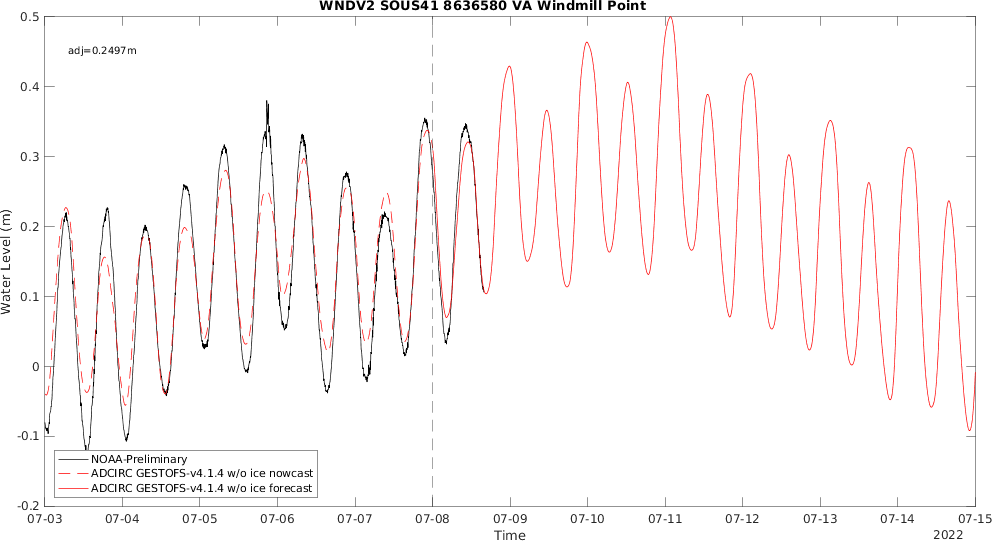 WNDV2 SOUS41 8636580 VA Windmill Point
adj=0.2497m
Water Level (m)
0.5
0.4
0.3
0.2
0.1
0
-0.1
-0.2
NOAA-Preliminary
ADCIRC GESTOFS-v4.1.4 w/o ice nowcast
ADCIRC GESTOFS-v4.1.4 w/o ice forecast
07-03 07-04 07-05 07-06 07-07 07-08 07-09 07-10 07-11 07-12 07-13 07-14 07-15
Time
2022